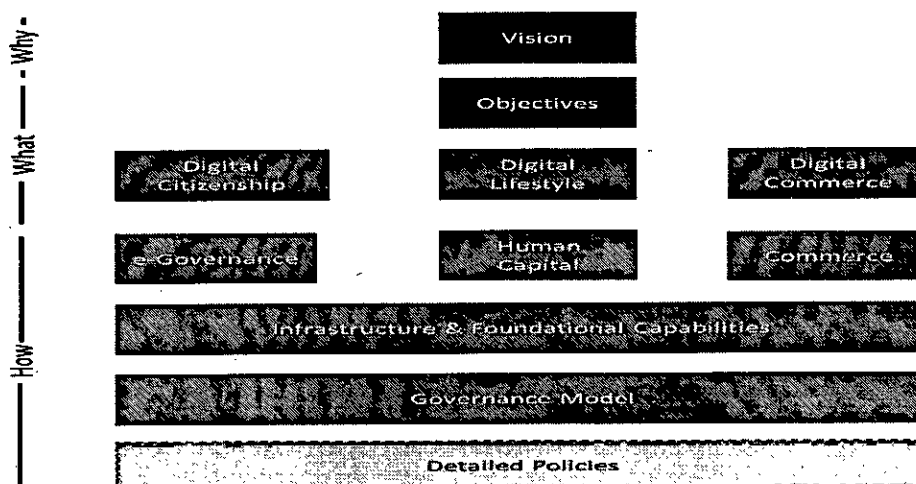 Why
What
How
Vision
Objectives
Digital
Citizenship
Digital
Lifestyle
Digital
Commerce
e-Governance
Human
Capital
Commerce
Infrastructure & Foundational Capabilities
Governance Model
Detailed Policies